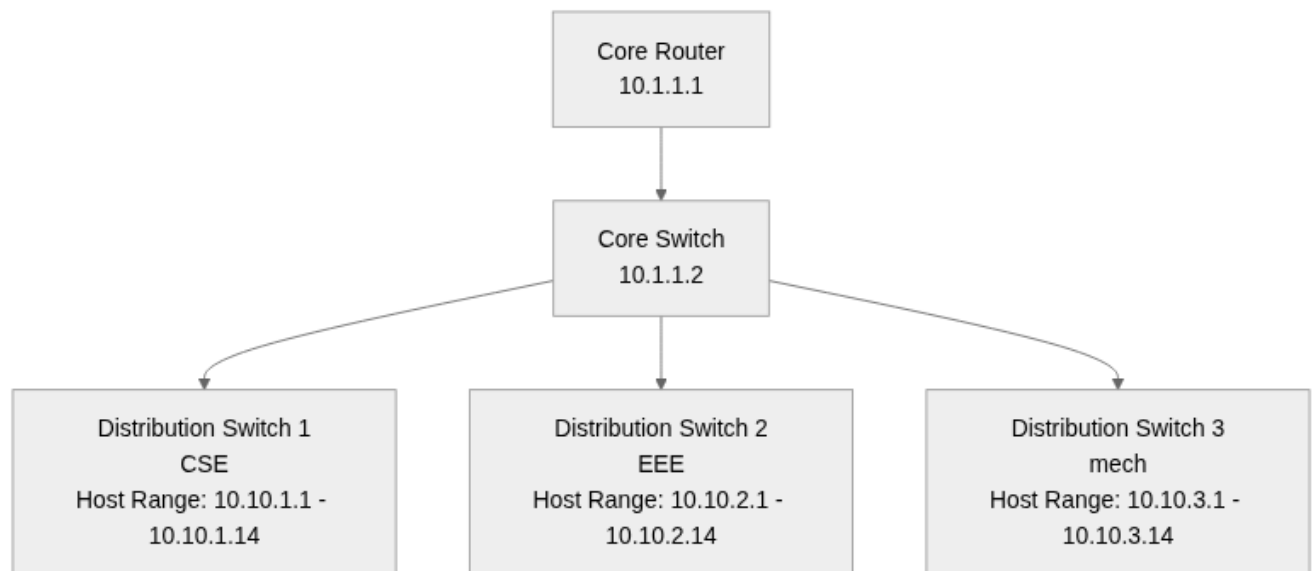 Core Router
10.1.1.1
Core Switch
10.1.1.2
Distribution Switch 1
CSE
Host Range: 10.10.1.1 -
10.10.1.14
Distribution Switch 2
EEE
Host Range: 10.10.2.1 -
10.10.2.14
Distribution Switch 3
mech
Host Range: 10.10.3.1 -
10.10.3.14